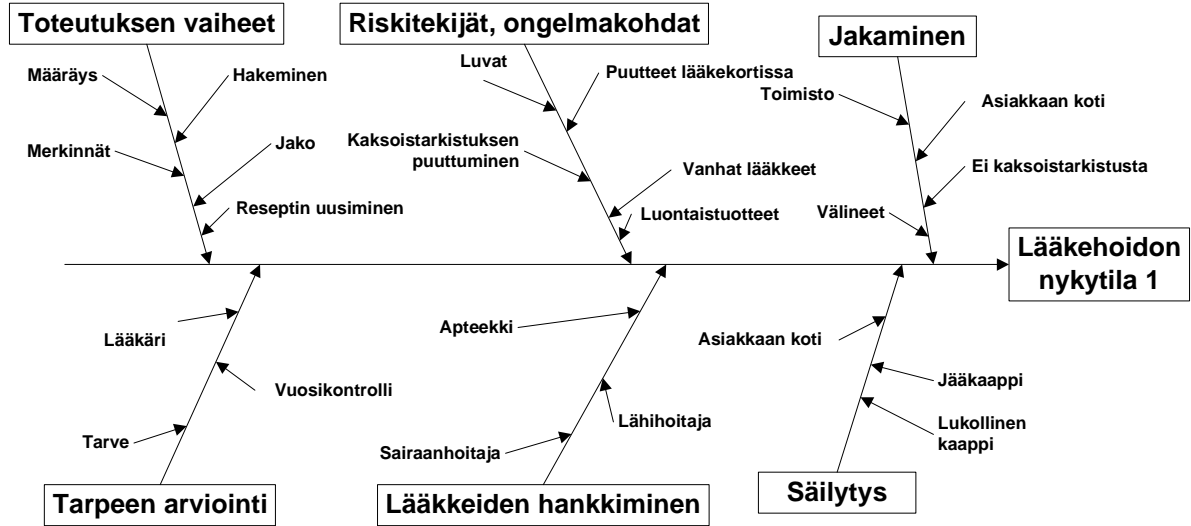 Toteutuksen vaiheet
Riskitekijät, ongelmakohdat
Jakaminen
Määräys
Hakeminen
Merkinnät
Jako
Reseptin uusiminen
Luvat
Puutteet lääkekortissa
Kaksoistarkistuksen
puuttuminen
Vanhat lääkkeet
Luontaistuotteet
Toimisto
Asiakkaan koti
Ei kaksoistarkistusta
Välineet
Lääkehoidon
nykytila 1
Lääkäri
Vuosikontrolli
Tarve
Apteekki
Lähihoitaja
Sairaanhoitaja
Asiakkaan koti
Jääkaappi
Lukollinen
kaappi
Tarpeen arviointi
Lääkkeiden hankkiminen
Säilytys